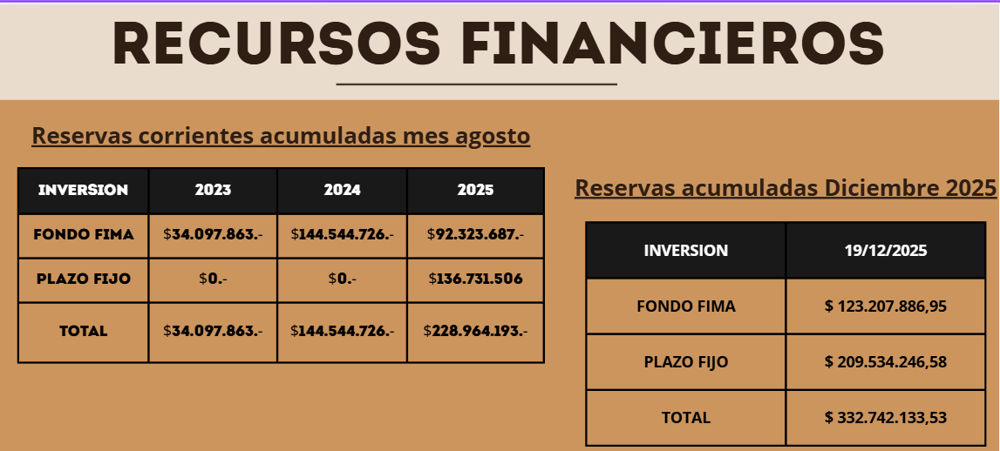 RECURSOS FINANCIEROS
Reservas corrientes acumuladas mes agosto
INVERSION 2023 2024 2025
FONDO FIMA $34.097.863.- $144.544.726.- $92.323.687.-
PLAZO FIJO $0.- $0.- $136.731.506
TOTAL $34.097.863.- $144.544.726.- $228.964.193.-
Reservas acumuladas Diciembre 2025
INVERSION 19/12/2025
FONDO FIMA $ 123.207.886,95
PLAZO FIJO $ 209.534.246,58
TOTAL $ 332.742.133,53